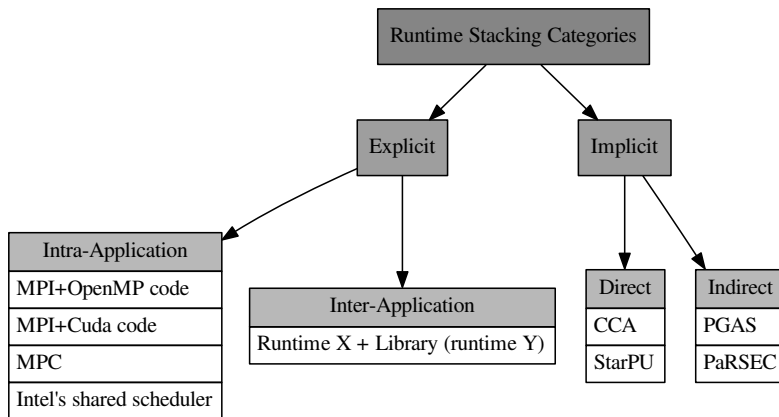 Runtime Stacking Categories
Explicit
Implicit
Intra-Application
MPI+OpenMP code
MPI+Cuda code
MPC
Intel's shared scheduler
Inter-Application
Runtime X + Library (runtime Y)
Direct
CCA
StarPU
Indirect
PGAS
PaRSEC